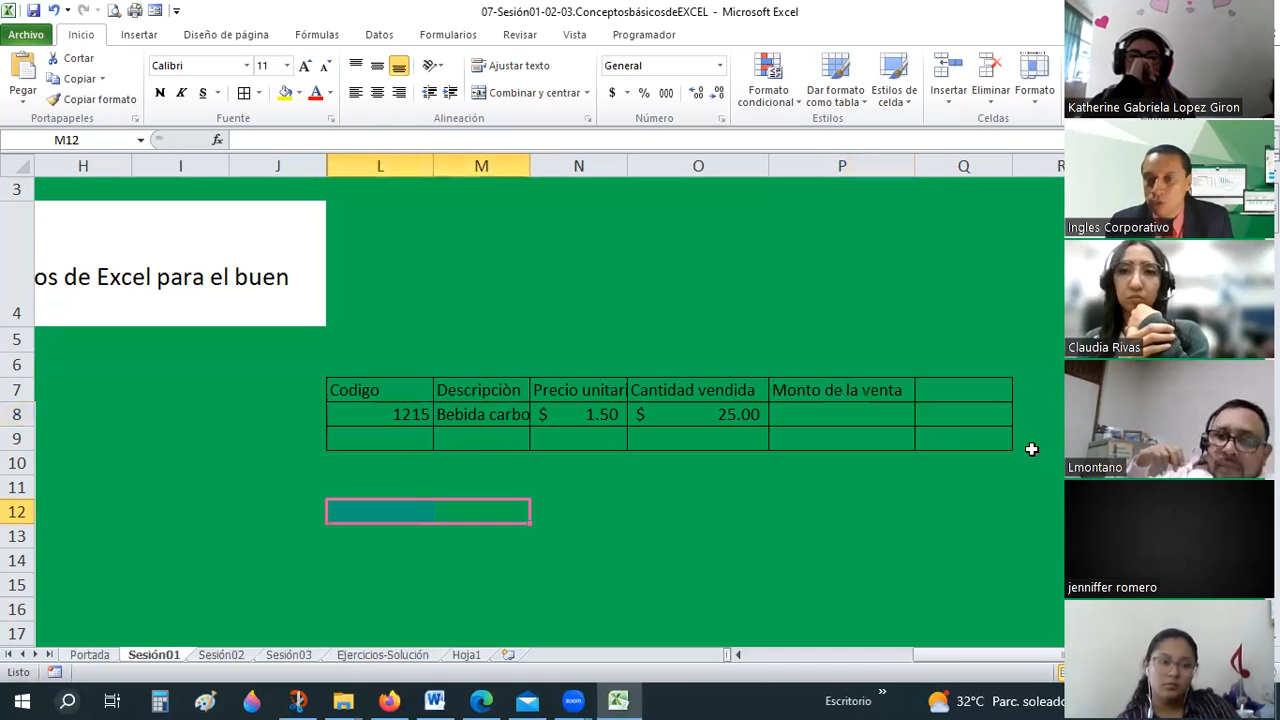 07-Sesión01-02-03.ConceptosbásicosdeEXCEL - Microsoft Excel
Archivo Inicio Insertar Diseño de página Fórmulas Datos Formularios Revisar Vista Programador
Pegar
Cortar
Copiar
Copiar formato
Portapapeles
Calibri 11
N K S
Fuente
Ajustar texto
Combinar y centrar
Alineación
General
$ % 000
Número
Formato condicional
Dar formato como tabla
Estilos de celda
Estilos
Insertar Eliminar Formato
Celdas
M12 fx
H I J L M N O P Q R
3
4 os de Excel para el buen
5
6
7 Codigo Descripciòn Precio unitari Cantidad vendida Monto de la venta
8 1215 Bebida carbo $ 1.50 $ 25.00
9
10
11
12
13
14
15
16
17
Portada Sesión01 Sesión02 Sesión03 Ejercicios-Solución Hoja1
Listo
Escritorio » 32°C Parc. soleado
Katherine Gabriela Lopez Giron
Ingles Corporativo
Claudia Rivas
Lmontano
jenniffer romero